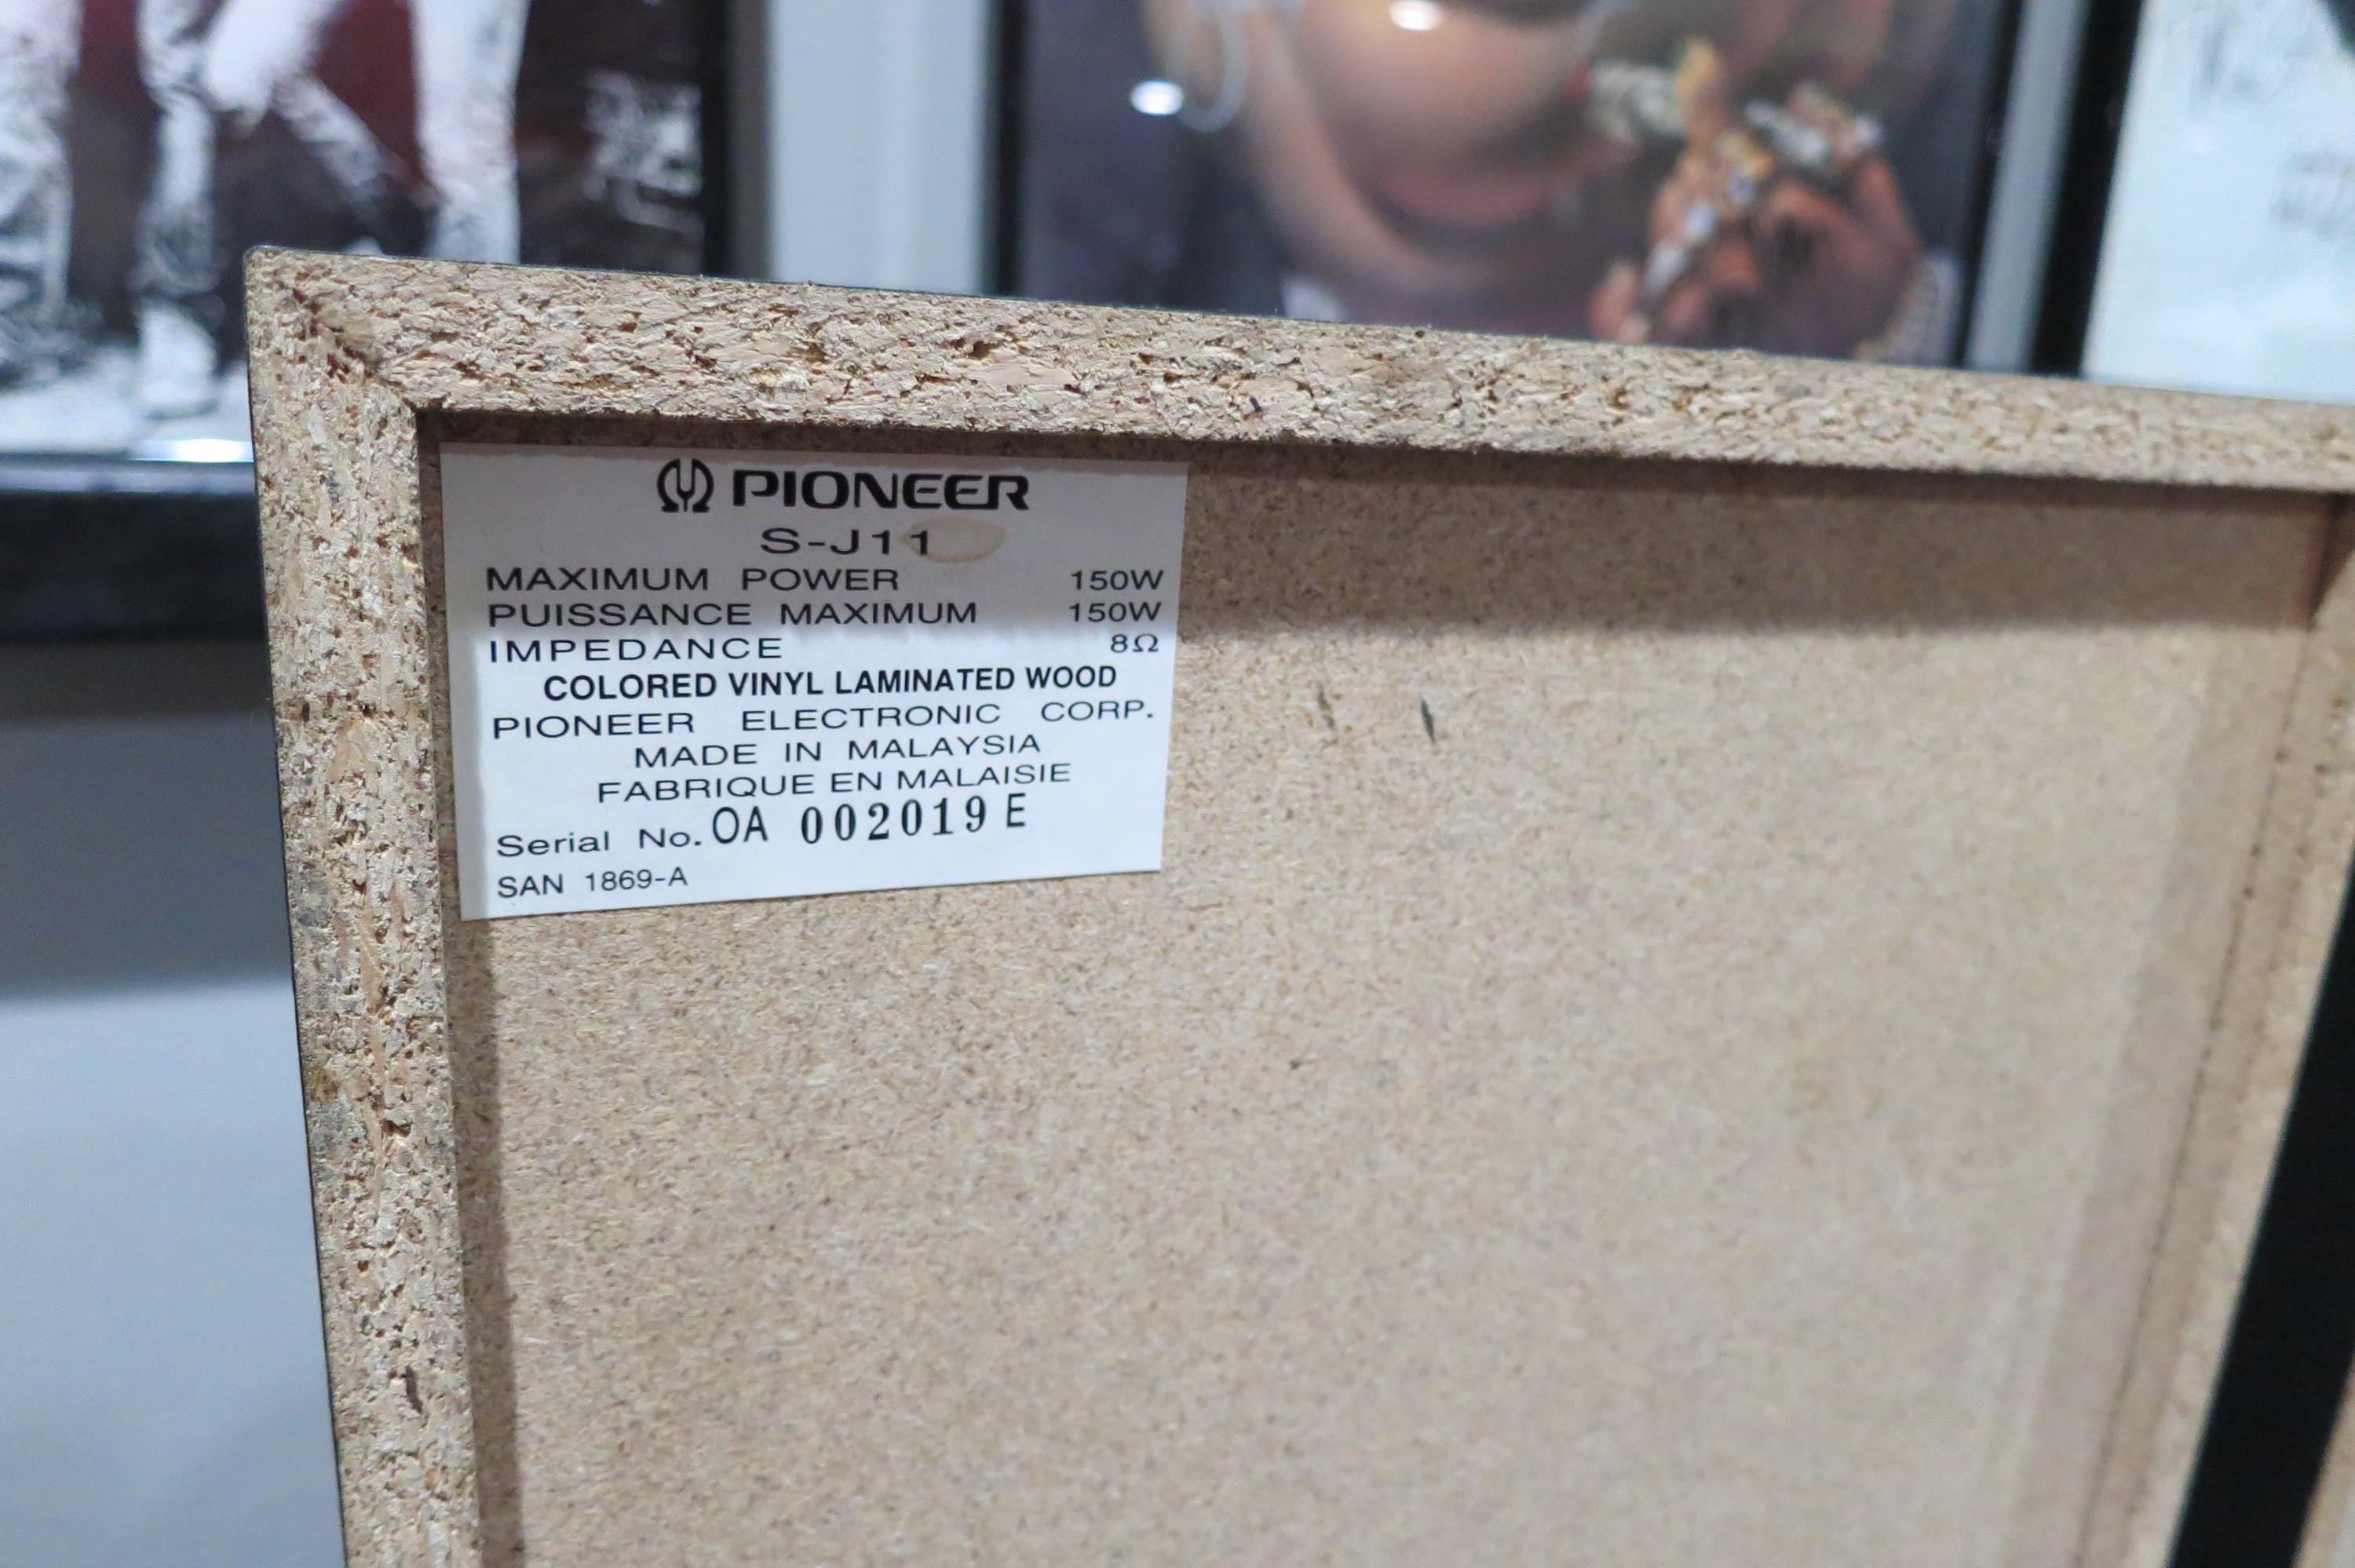 PIONEER
S-J11
MAXIMUM POWER 150W
PUISSANCE MAXIMUM 150W
IMPEDANCE 8Ω
COLORED VINYL LAMINATED WOOD
PIONEER ELECTRONIC CORP.
MADE IN MALAYSIA
FABRIQUE EN MALAISIE
Serial No. OA 002019 E
SAN 1869-A